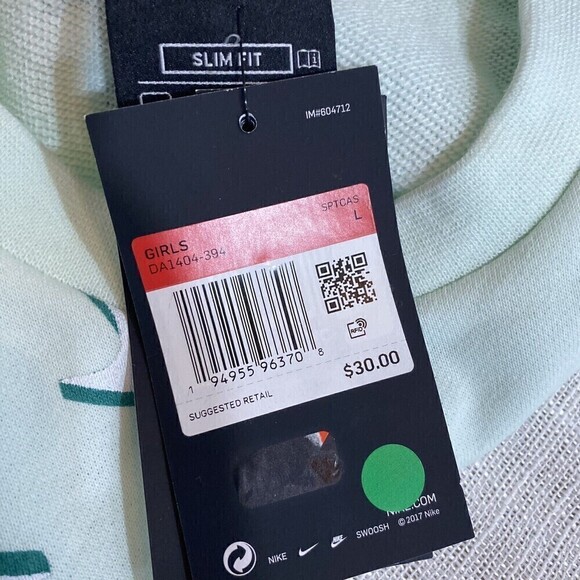 SLIM FIT
IM#604712
GIRLS SPTCAS
DA1404-394 L
RFID
1 94955 96370 8
$30.00
SUGGESTED RETAIL
.COM
NIKE SWOOSH © 2017 Nike